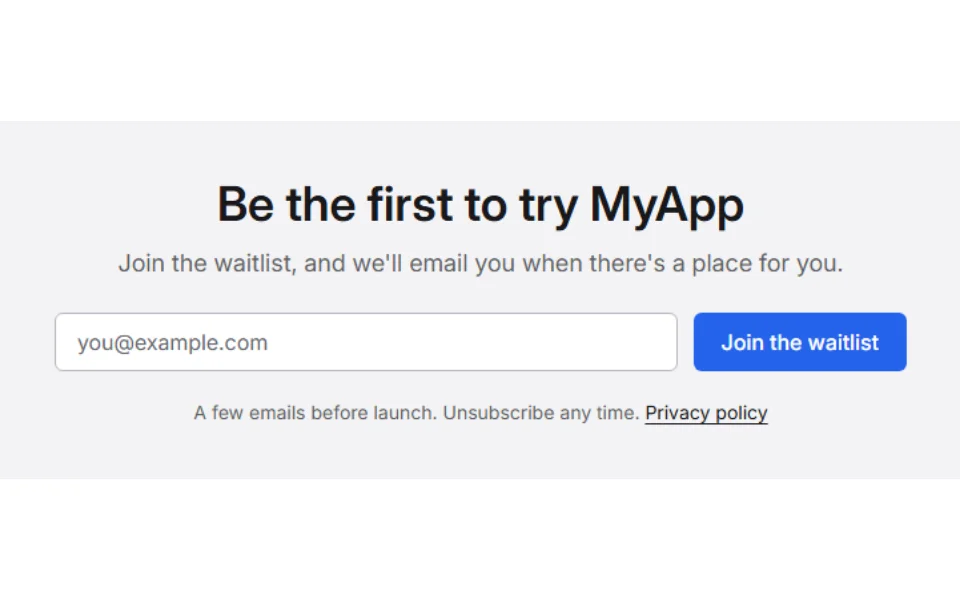 Be the first to try MyApp
Join the waitlist, and we'll email you when there's a place for you.
you@example.com
Join the waitlist
A few emails before launch. Unsubscribe any time. Privacy policy